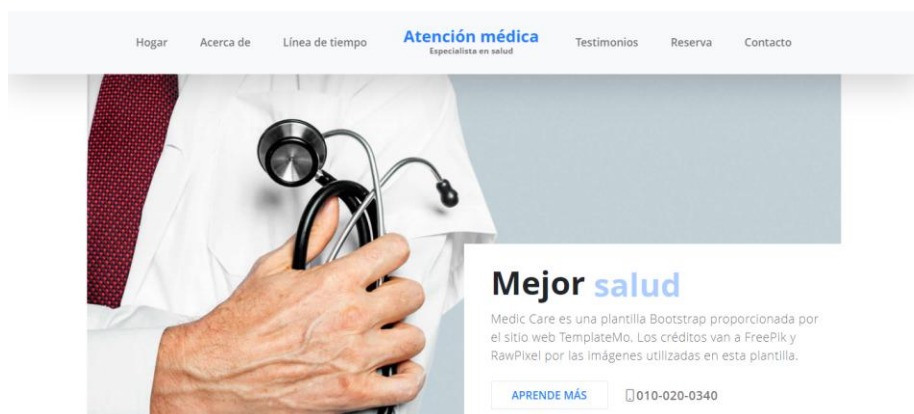 Hogar
Acerca de
Línea de tiempo
Atención médica
Especialista en salud
Testimonios
Reserva
Contacto
Mejor salud
Medic Care es una plantilla Bootstrap proporcionada por
el sitio web TemplateMo. Los créditos van a FreePik y
RawPixel por las imágenes utilizadas en esta plantilla.
APRENDE MÁS
010-020-0340